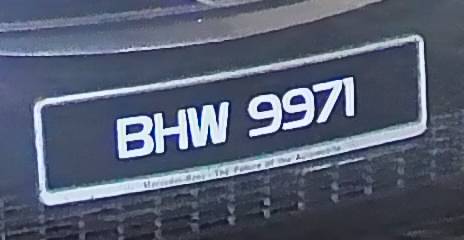 BHW 9971
Mercedes-Benz - The Future of the Automobile